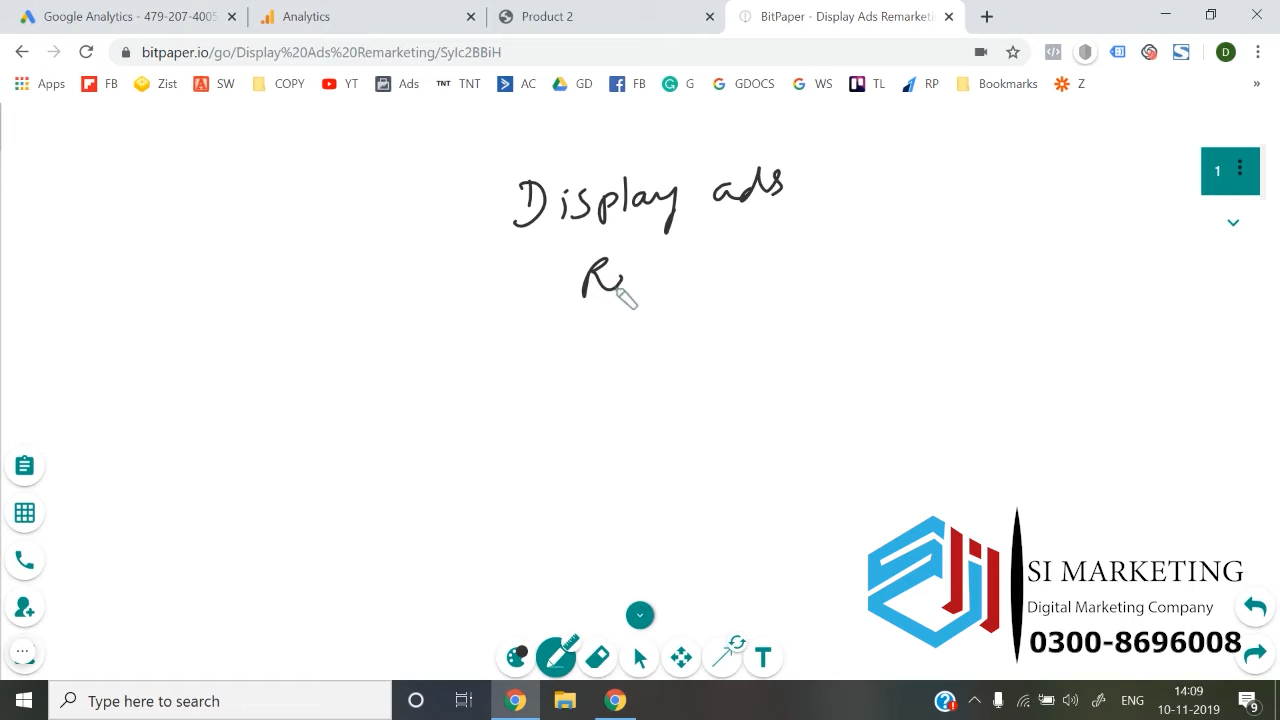 Google Analytics - 479-207-4005
Analytics
Product 2
BitPaper - Display Ads Remarketi
bitpaper.io/go/Display%20Ads%20Remarketing/SyIc2BBiH
D
Apps
FB
Zist
SW
COPY
YT
Ads
TNT TNT
AC
GD
FB
G
GDOCS
WS
TL
RP
Bookmarks
Z
»
1
Display ads
R
SI MARKETING
Digital Marketing Company
0300-8696008
T
Type here to search
ENG
14:09
10-11-2019
9